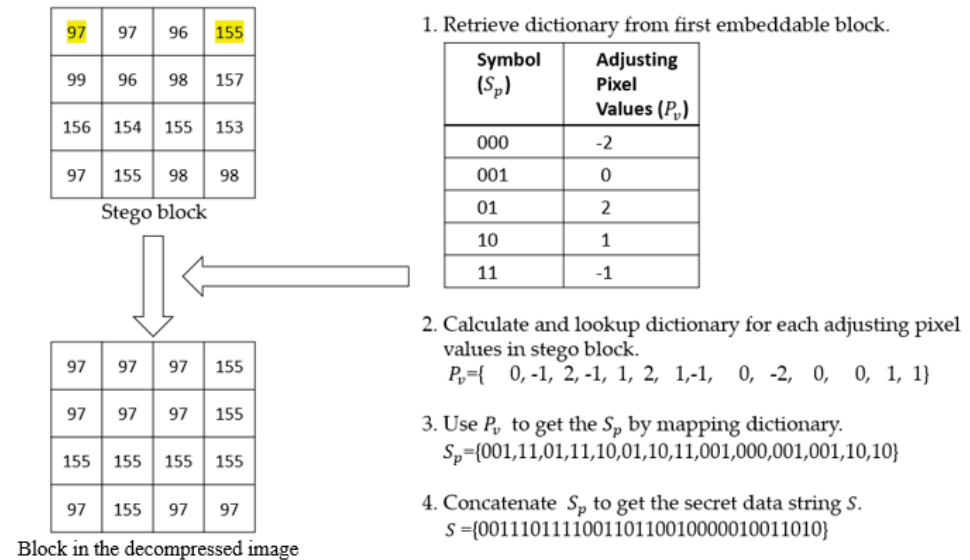 97 97 96 155
99 96 98 157
156 154 155 153
97 155 98 98
Stego block
97 97 97 155
97 97 97 155
155 155 155 155
97 155 97 97
Block in the decompressed image
1. Retrieve dictionary from first embeddable block.
Symbol (Sₚ) Adjusting Pixel Values (Pᵥ)
000 -2
001 0
01 2
10 1
11 -1
2. Calculate and lookup dictionary for each adjusting pixel
values in stego block.
Pᵥ={ 0, -1, 2, -1, 1, 2, 1,-1, 0, -2, 0, 0, 1, 1}
3. Use Pᵥ to get the Sₚ by mapping dictionary.
Sₚ={001,11,01,11,10,01,10,11,001,000,001,001,10,10}
4. Concatenate Sₚ to get the secret data string S.
S ={001110111100110110010000010011010}